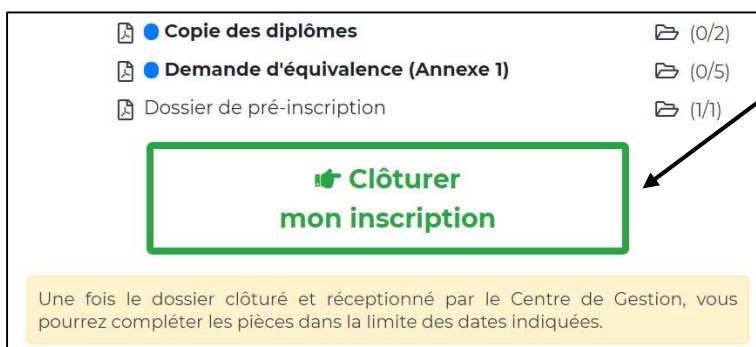 Copie des diplômes (0/2)
Demande d'équivalence (Annexe 1) (0/5)
Dossier de pré-inscription (1/1)
Clôturer
mon inscription
Une fois le dossier clôturé et réceptionné par le Centre de Gestion, vous
pourrez compléter les pièces dans la limite des dates indiquées.